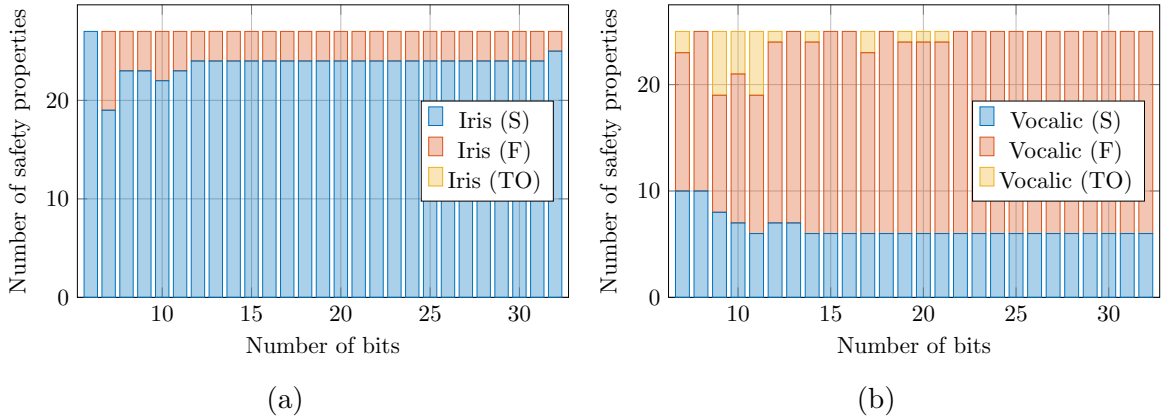 Number of safety properties
20
10
0
Iris (S)
Iris (F)
Iris (TO)
10 15 20 25 30
Number of bits
(a)
Number of safety properties
20
10
0
Vocalic (S)
Vocalic (F)
Vocalic (TO)
10 15 20 25 30
Number of bits
(b)